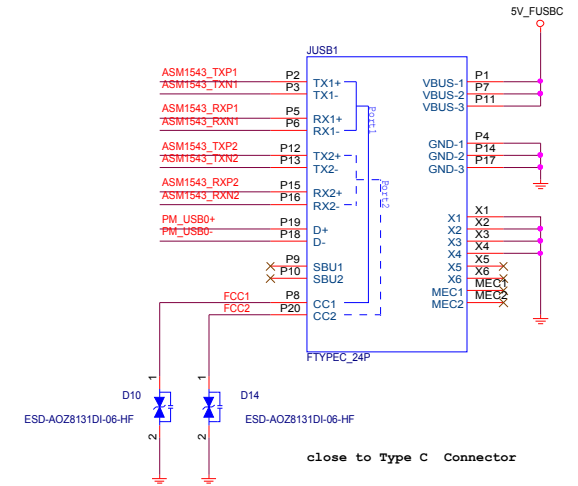 5V_FUSBC
JUSB1
ASM1543_TXP1 P2 TX1+ VBUS-1 P1
ASM1543_TXN1 P3 TX1- VBUS-2 P7
VBUS-3 P11
ASM1543_RXP1 P5 RX1+
ASM1543_RXN1 P6 RX1-
Port1
GND-1 P4
ASM1543_TXP2 P12 TX2+ GND-2 P14
ASM1543_TXN2 P13 TX2- GND-3 P17
Port2
ASM1543_RXP2 P15 RX2+
ASM1543_RXN2 P16 RX2-
PM_USB0+ P19 D+ X1 X1
PM_USB0- P18 D- X2 X2
X3 X3
X4 X4
P9 SBU1 X5 X5
P10 SBU2 X6 X6
FCC1 P8 CC1 MEC1 MEC1
FCC2 P20 CC2 MEC2 MEC2
FTYPEC_24P
1 1
D10 D14
ESD-AOZ8131DI-06-HF ESD-AOZ8131DI-06-HF
2 2
close to Type C Connector